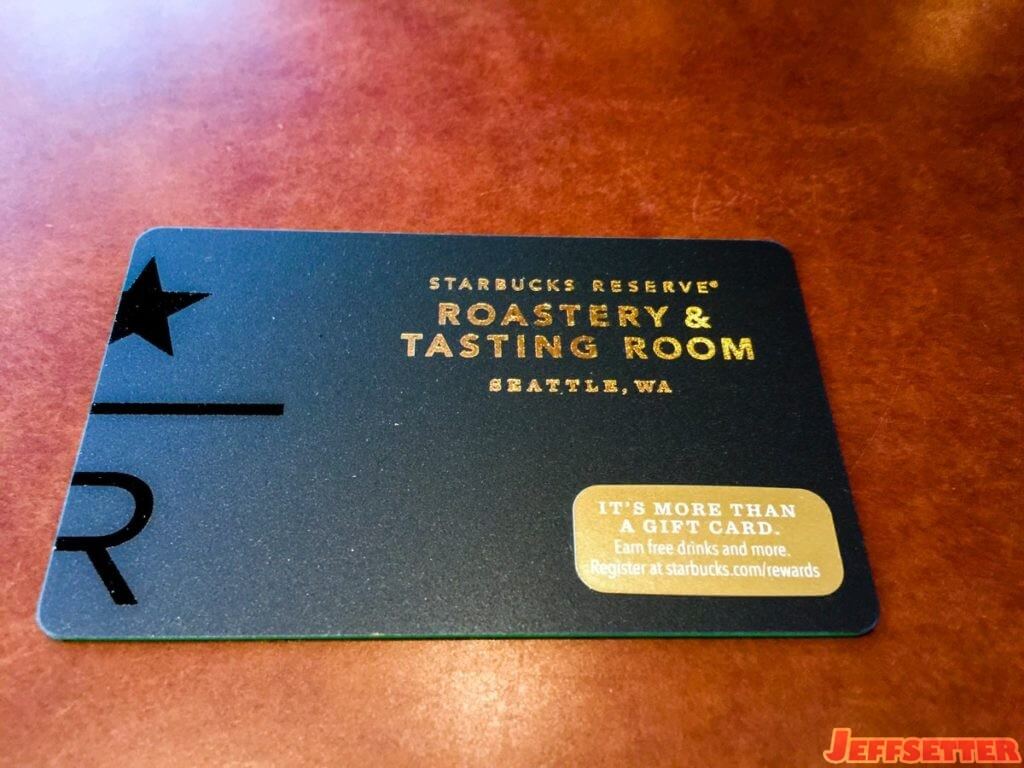 STARBUCKS RESERVE®
ROASTERY &
TASTING ROOM
SEATTLE, WA
R
IT'S MORE THAN
A GIFT CARD.
Earn free drinks and more.
Register at starbucks.com/rewards
JEFFSETTER